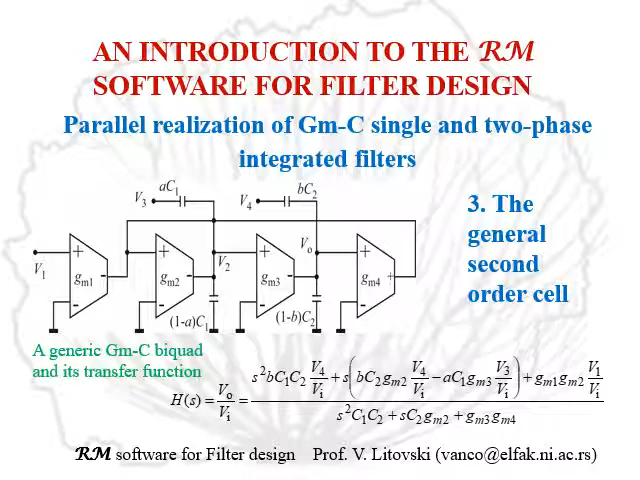 AN INTRODUCTION TO THE RM
SOFTWARE FOR FILTER DESIGN
Parallel realization of Gm-C single and two-phase
integrated filters
3. The
general
second
order cell
V3 aC1 V4 bC2
+ + + Vo + +
V1 gm1 - gm2 - V2 gm3 - gm4
- - - -
(1-a)C1 (1-b)C2
A generic Gm-C biquad
and its transfer function
H(s) = Vo/Vi = (s²bC1C2 V4/Vi + s(bC2gm2 V4/Vi − aC1gm3 V3/Vi) + gm1gm2 V1/Vi) / (s²C1C2 + sC2gm2 + gm3gm4)
RM software for Filter design Prof. V. Litovski (vanco@elfak.ni.ac.rs)